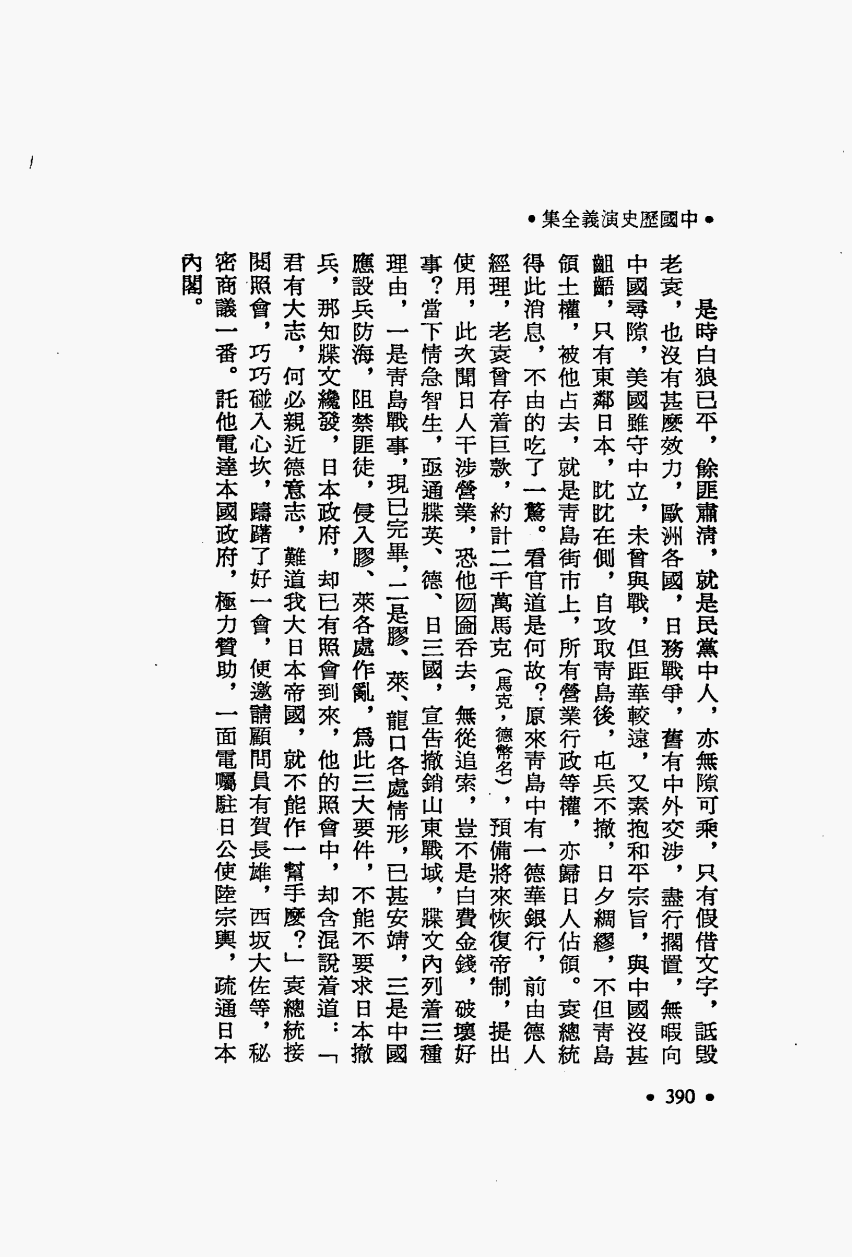 •中國歷史演義全集•
是時白狼已平，餘匪肅清，就是民黨中人，亦無隙可乘，只有假借文字，詆毀
老袁，也沒有甚麼效力，歐洲各國，日務戰爭，舊有中外交涉，盡行擱置，無暇向
中國尋隙，美國雖守中立，未曾與戰，但距華較遠，又素抱和平宗旨，與中國沒甚
齟齬，只有東鄰日本，眈眈在側，自攻取靑島後，屯兵不撤，日夕綢繆，不但靑島
領土權，被他占去，就是靑島街市上，所有營業行政等權，亦歸日人佔領。袁總統
得此消息，不由的吃了一驚。看官道是何故？原來靑島中有一德華銀行，前由德人
經理，老袁曾存着巨款，約計二千萬馬克（馬克，德幣名），預備將來恢復帝制，提出
使用，此次聞日人干涉營業，恐他囫圇吞去，無從追索，豈不是白費金錢，破壞好
事？當下情急智生，亟通牒英、德、日三國，宣告撤銷山東戰域，牒文內列着三種
理由，一是靑島戰事，現已完畢，二是膠、萊、龍口各處情形，已甚安靖，三是中國
應設兵防海，阻禁匪徒，侵入膠、萊各處作亂，爲此三大要件，不能不要求日本撤
兵，那知牒文纔發，日本政府，却已有照會到來，他的照會中，却含混說着道：「
君有大志，何必親近德意志，難道我大日本帝國，就不能作一幫手麼？」袁總統接
閱照會，巧巧碰入心坎，躊躇了好一會，便邀請顧問員有賀長雄，西坂大佐等，秘
密商議一番。託他電達本國政府，極力贊助，一面電囑駐日公使陸宗輿，疏通日本
內閣。
•390•